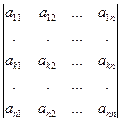 a₁₁ a₁₂ ... a₁ₙ
. . ... .
aₖ₁ aₖ₂ ... aₖₙ
. . ... .
aₙ₁ aₙ₂ ... aₙₙ